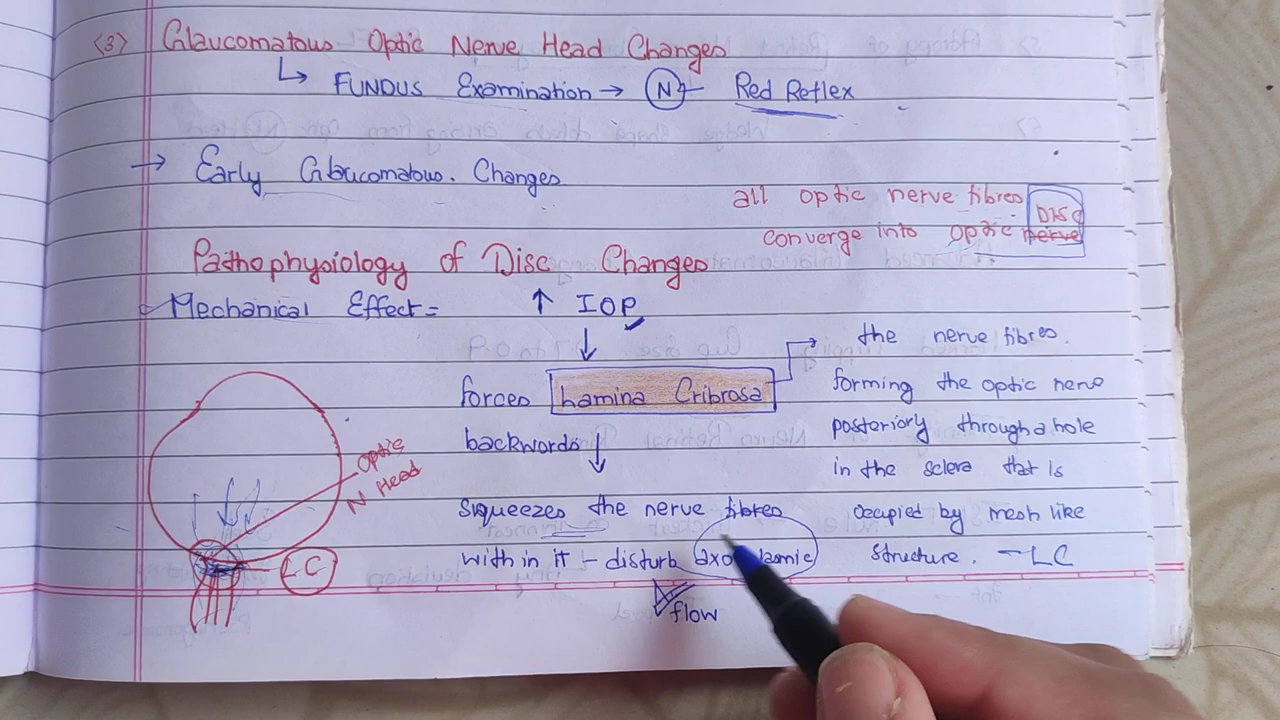 (3) Glaucomatous Optic Nerve Head Changes
↳ FUNDUS Examination → N Red Reflex
→ Early Glaucomatous. Changes
all optic nerve fibres
converge into optic nerve DISC
Pathophysiology of Disc Changes
Mechanical Effect = ↑ IOP
↓
forces Lamina Cribrosa
backwords ↓
squeezes the nerve fibres
with in it - disturb axoplasmic
flow
the nerve fibres.
forming the optic nerve
posteriory through a hole
in the sclera that is
occupied by mesh like
structure. - LC
Optic
N Head
LC